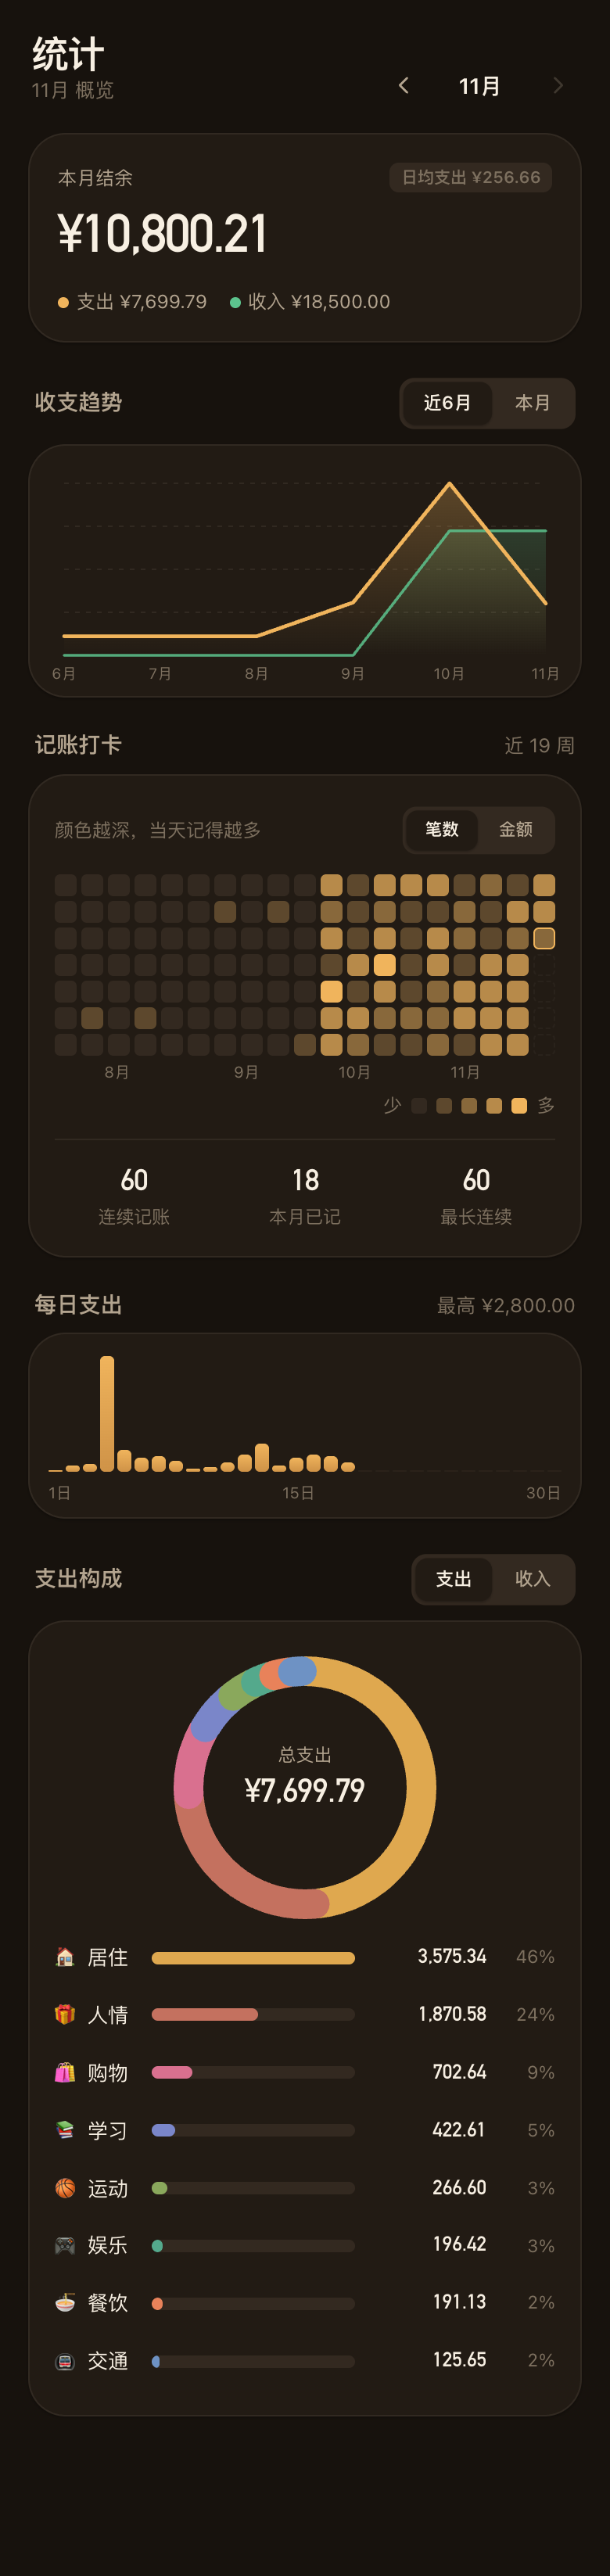 统计
11月 概览
11月
本月结余
日均支出 ¥256.66
¥10,800.21
支出 ¥7,699.79 收入 ¥18,500.00
收支趋势
近6月 本月
6月 7月 8月 9月 10月 11月
记账打卡
近 19 周
颜色越深，当天记得越多
笔数 金额
8月 9月 10月 11月
少 多
60 18 60
连续记账 本月已记 最长连续
每日支出
最高 ¥2,800.00
1日 15日 30日
支出构成
支出 收入
总支出
¥7,699.79
居住 3,575.34 46%
人情 1,870.58 24%
购物 702.64 9%
学习 422.61 5%
运动 266.60 3%
娱乐 196.42 3%
餐饮 191.13 2%
交通 125.65 2%